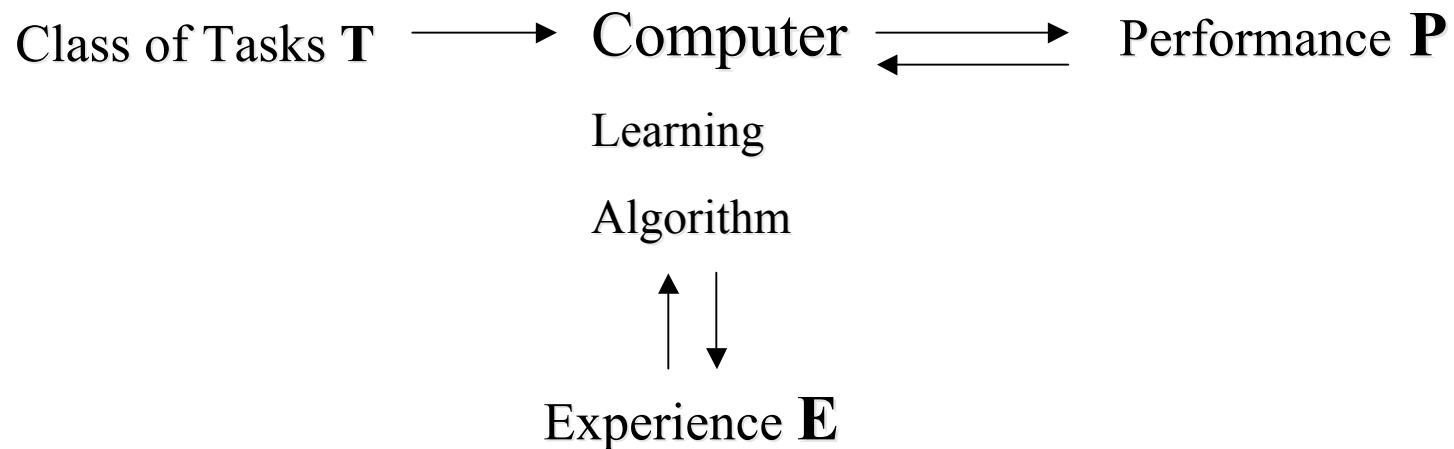 Class of Tasks T
Computer
Performance P
Learning
Algorithm
Experience E